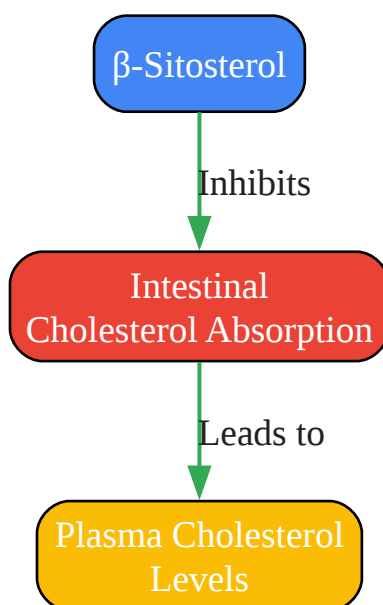 β-Sitosterol
Inhibits
Intestinal
Cholesterol Absorption
Leads to
Plasma Cholesterol
Levels